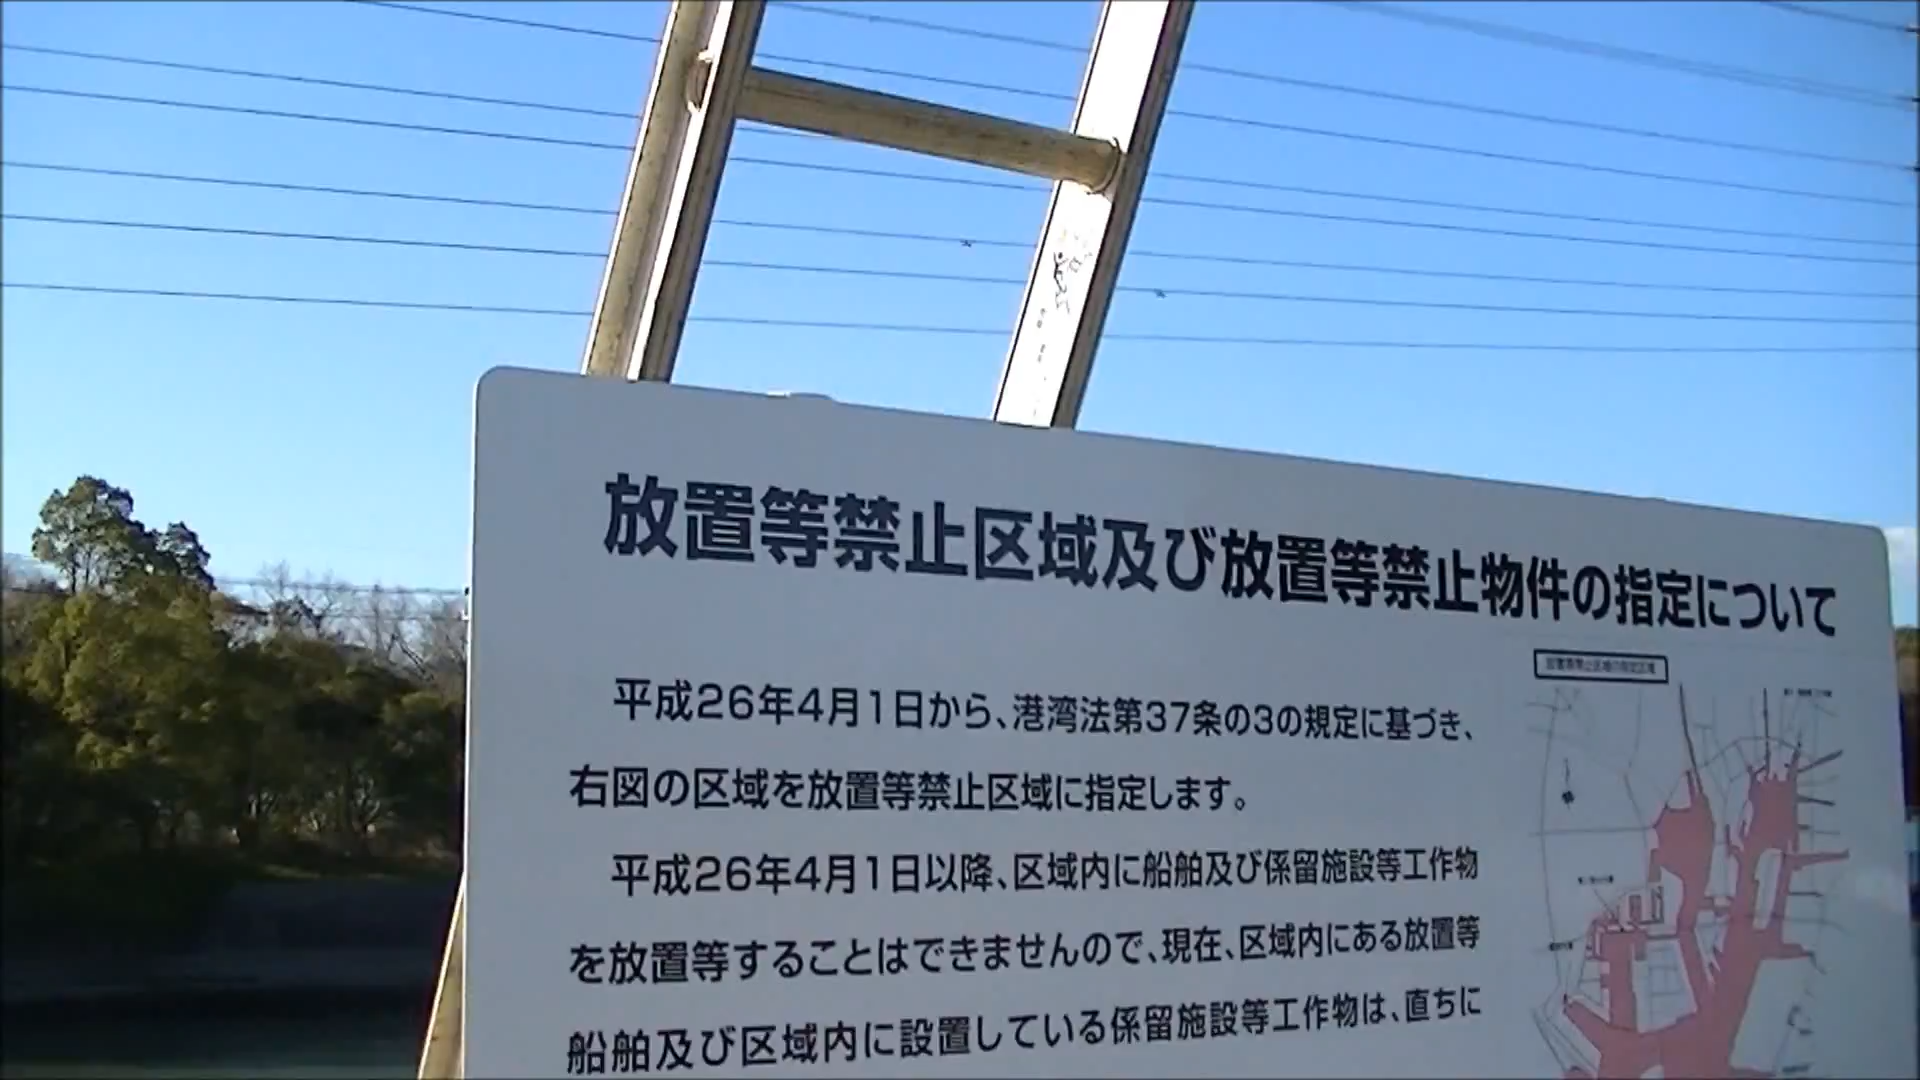 放置等禁止区域及び放置等禁止物件の指定について
平成26年4月1日から、港湾法第37条の3の規定に基づき、
右図の区域を放置等禁止区域に指定します。
平成26年4月1日以降、区域内に船舶及び係留施設等工作物
を放置等することはできませんので、現在、区域内にある放置等
船舶及び区域内に設置している係留施設等工作物は、直ちに